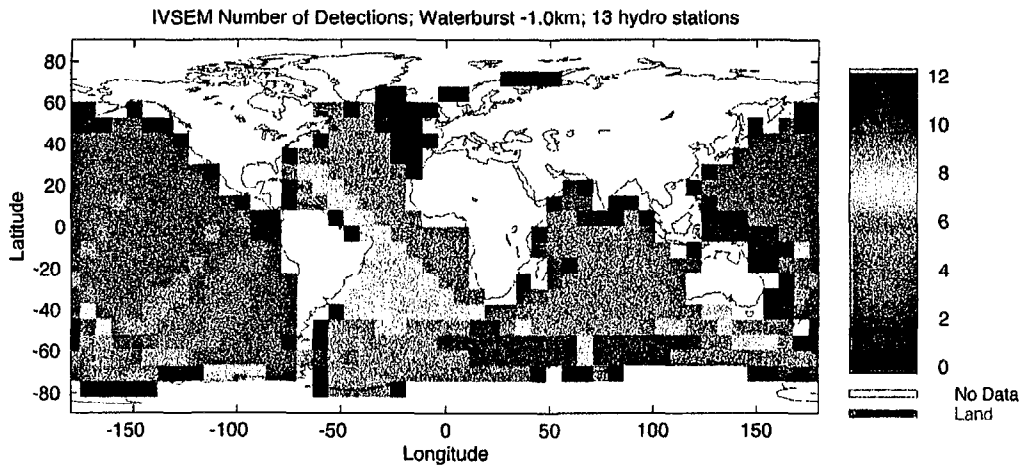 IVSEM Number of Detections; Waterburst -1.0km; 13 hydro stations
80
60
40
20
0
-20
-40
-60
-80
Latitude
-150 -100 -50 0 50 100 150
Longitude
12
10
8
6
4
2
0
No Data
Land